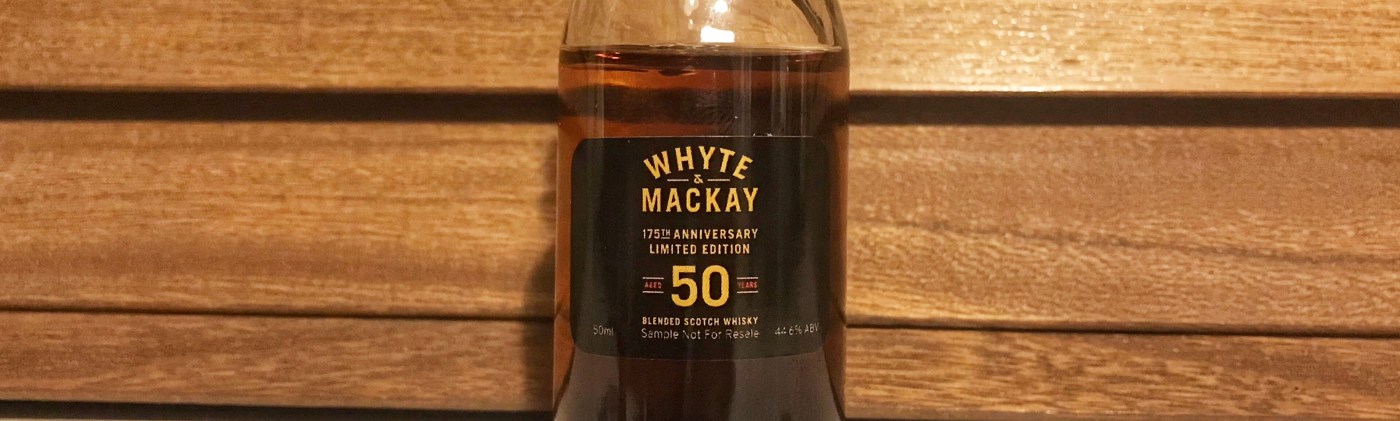 WHYTE
&
MACKAY
175TH ANNIVERSARY
LIMITED EDITION
AGED 50 YEARS
BLENDED SCOTCH WHISKY
50ml Sample Not For Resale 44.6% ABV